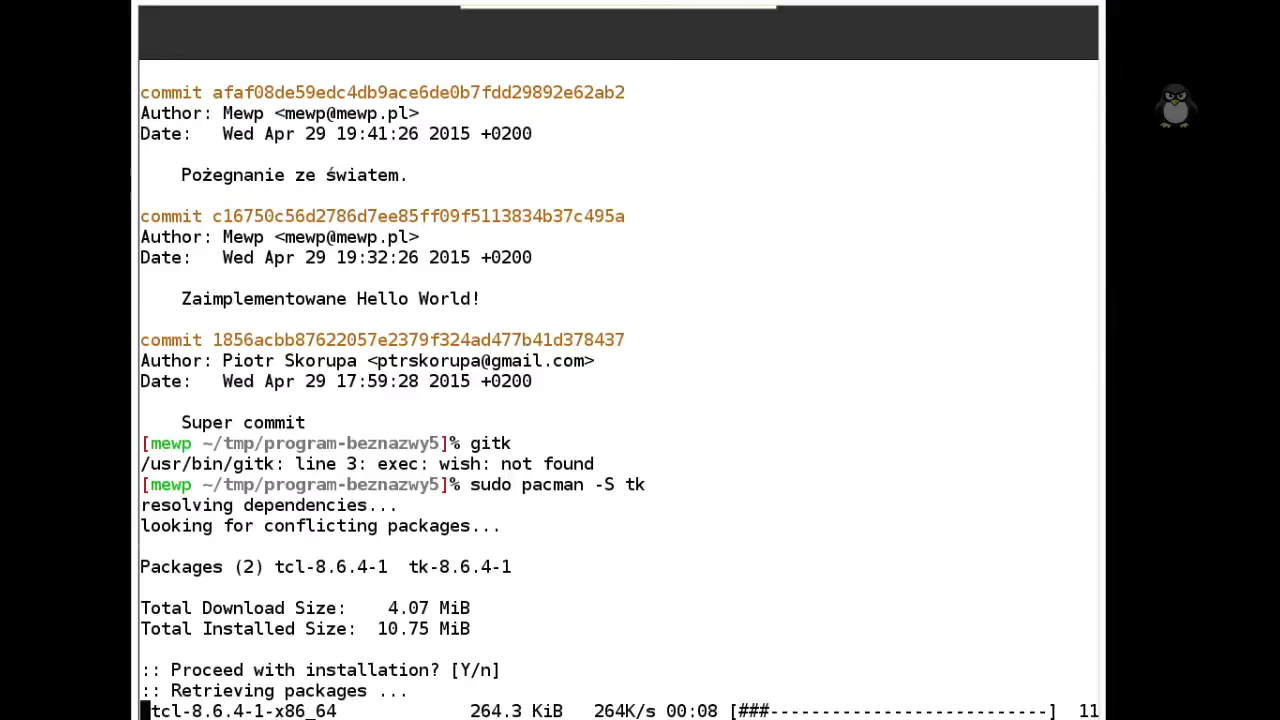 commit afaf08de59edc4db9ace6de0b7fdd29892e62ab2
Author: Mewp <mewp@mewp.pl>
Date:   Wed Apr 29 19:41:26 2015 +0200
Pożegnanie ze światem.
commit c16750c56d2786d7ee85ff09f5113834b37c495a
Author: Mewp <mewp@mewp.pl>
Date:   Wed Apr 29 19:32:26 2015 +0200
Zaimplementowane Hello World!
commit 1856acbb87622057e2379f324ad477b41d378437
Author: Piotr Skorupa <ptrskorupa@gmail.com>
Date:   Wed Apr 29 17:59:28 2015 +0200
Super commit
[mewp ~/tmp/program-beznazwy5]% gitk
/usr/bin/gitk: line 3: exec: wish: not found
[mewp ~/tmp/program-beznazwy5]% sudo pacman -S tk
resolving dependencies...
looking for conflicting packages...
Packages (2) tcl-8.6.4-1  tk-8.6.4-1
Total Download Size:    4.07 MiB
Total Installed Size:  10.75 MiB
:: Proceed with installation? [Y/n]
:: Retrieving packages ...
tcl-8.6.4-1-x86_64             264.3 KiB   264K/s 00:08 [###---------------------------]  11